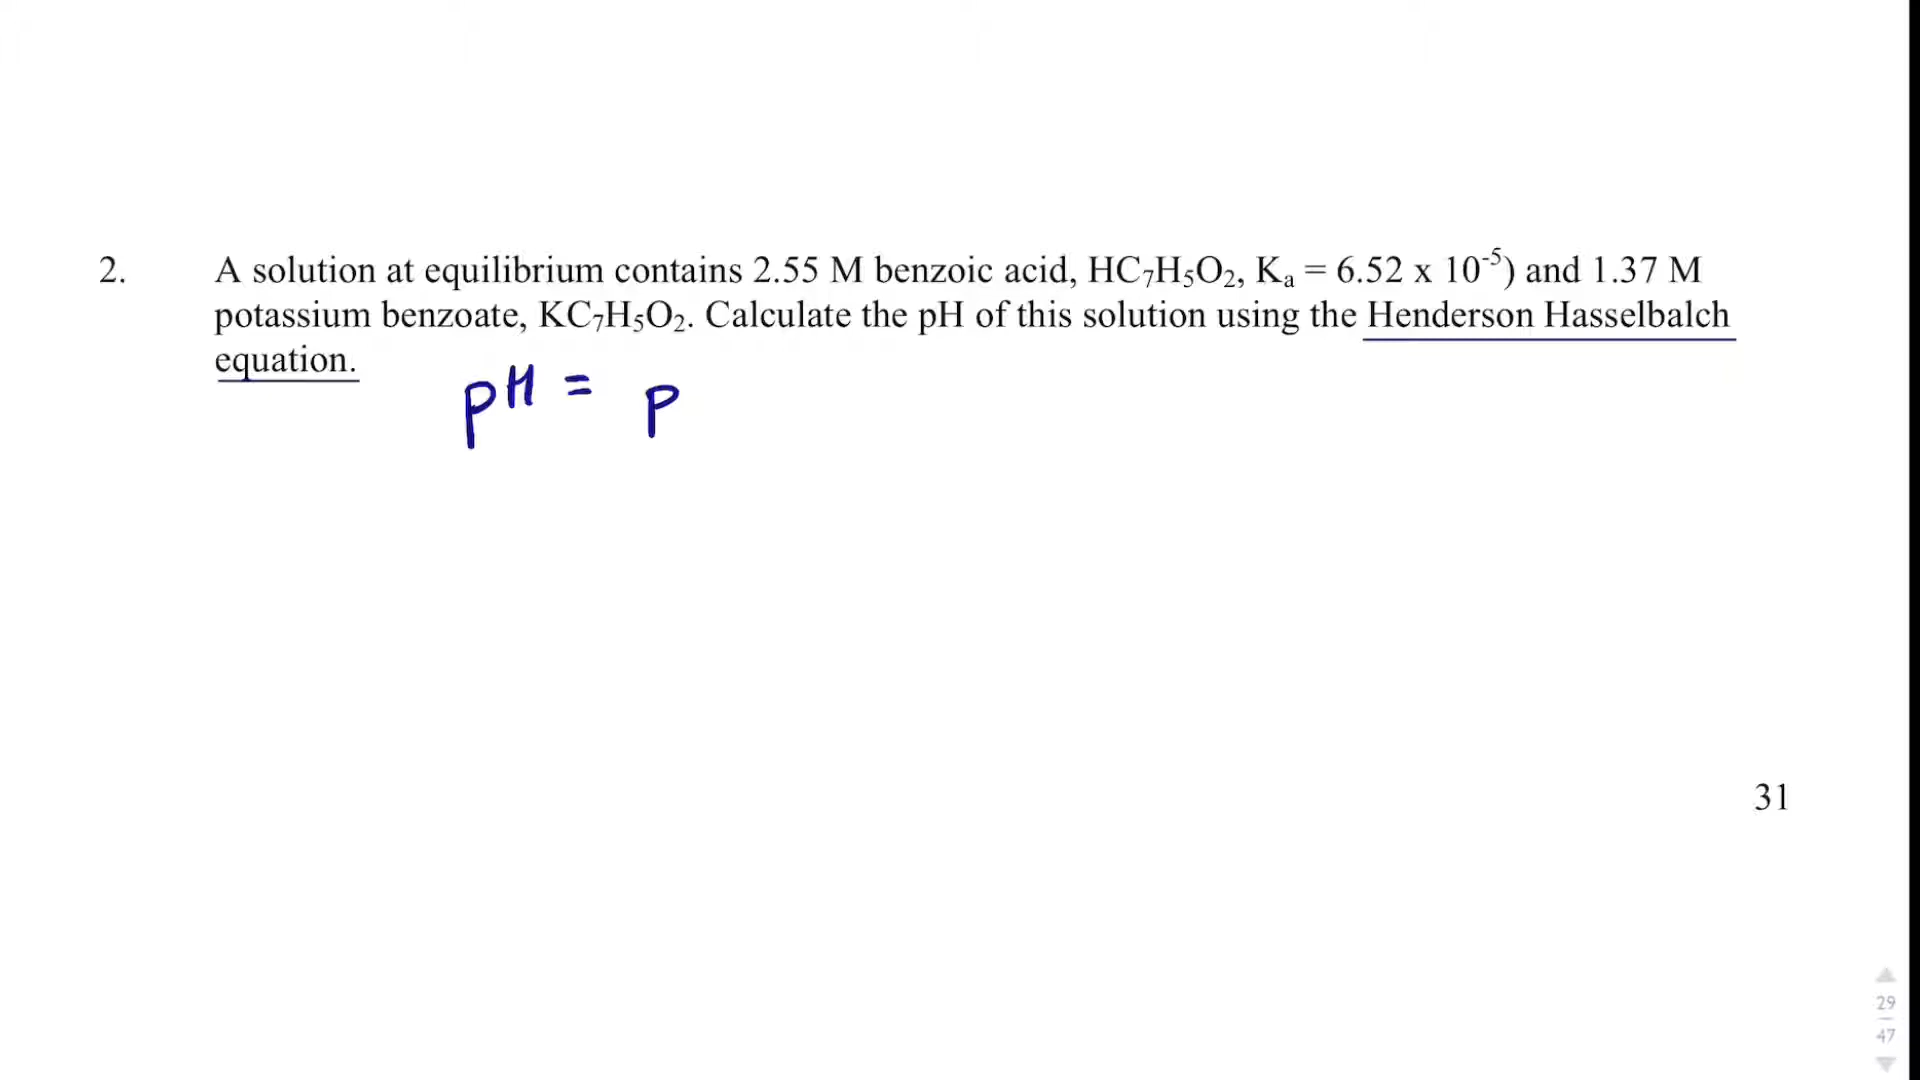 2. A solution at equilibrium contains 2.55 M benzoic acid, HC₇H₅O₂, Kₐ = 6.52 x 10⁻⁵) and 1.37 M
potassium benzoate, KC₇H₅O₂. Calculate the pH of this solution using the Henderson Hasselbalch
equation.
pH = p
31
29
47